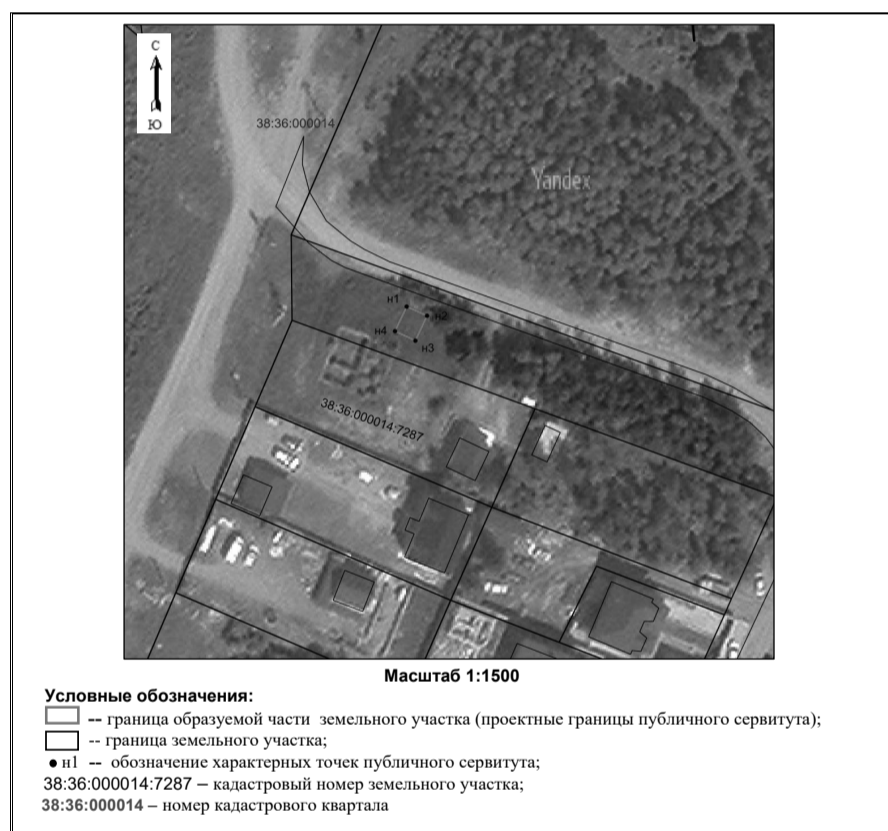 С
Ю
38:36:000014
Yandex
н1
н2
н4
н3
38:36:000014:7287
Масштаб 1:1500
Условные обозначения:
-- граница образуемой части земельного участка (проектные границы публичного сервитута);
-- граница земельного участка;
● н1 -- обозначение характерных точек публичного сервитута;
38:36:000014:7287 – кадастровый номер земельного участка;
38:36:000014 – номер кадастрового квартала